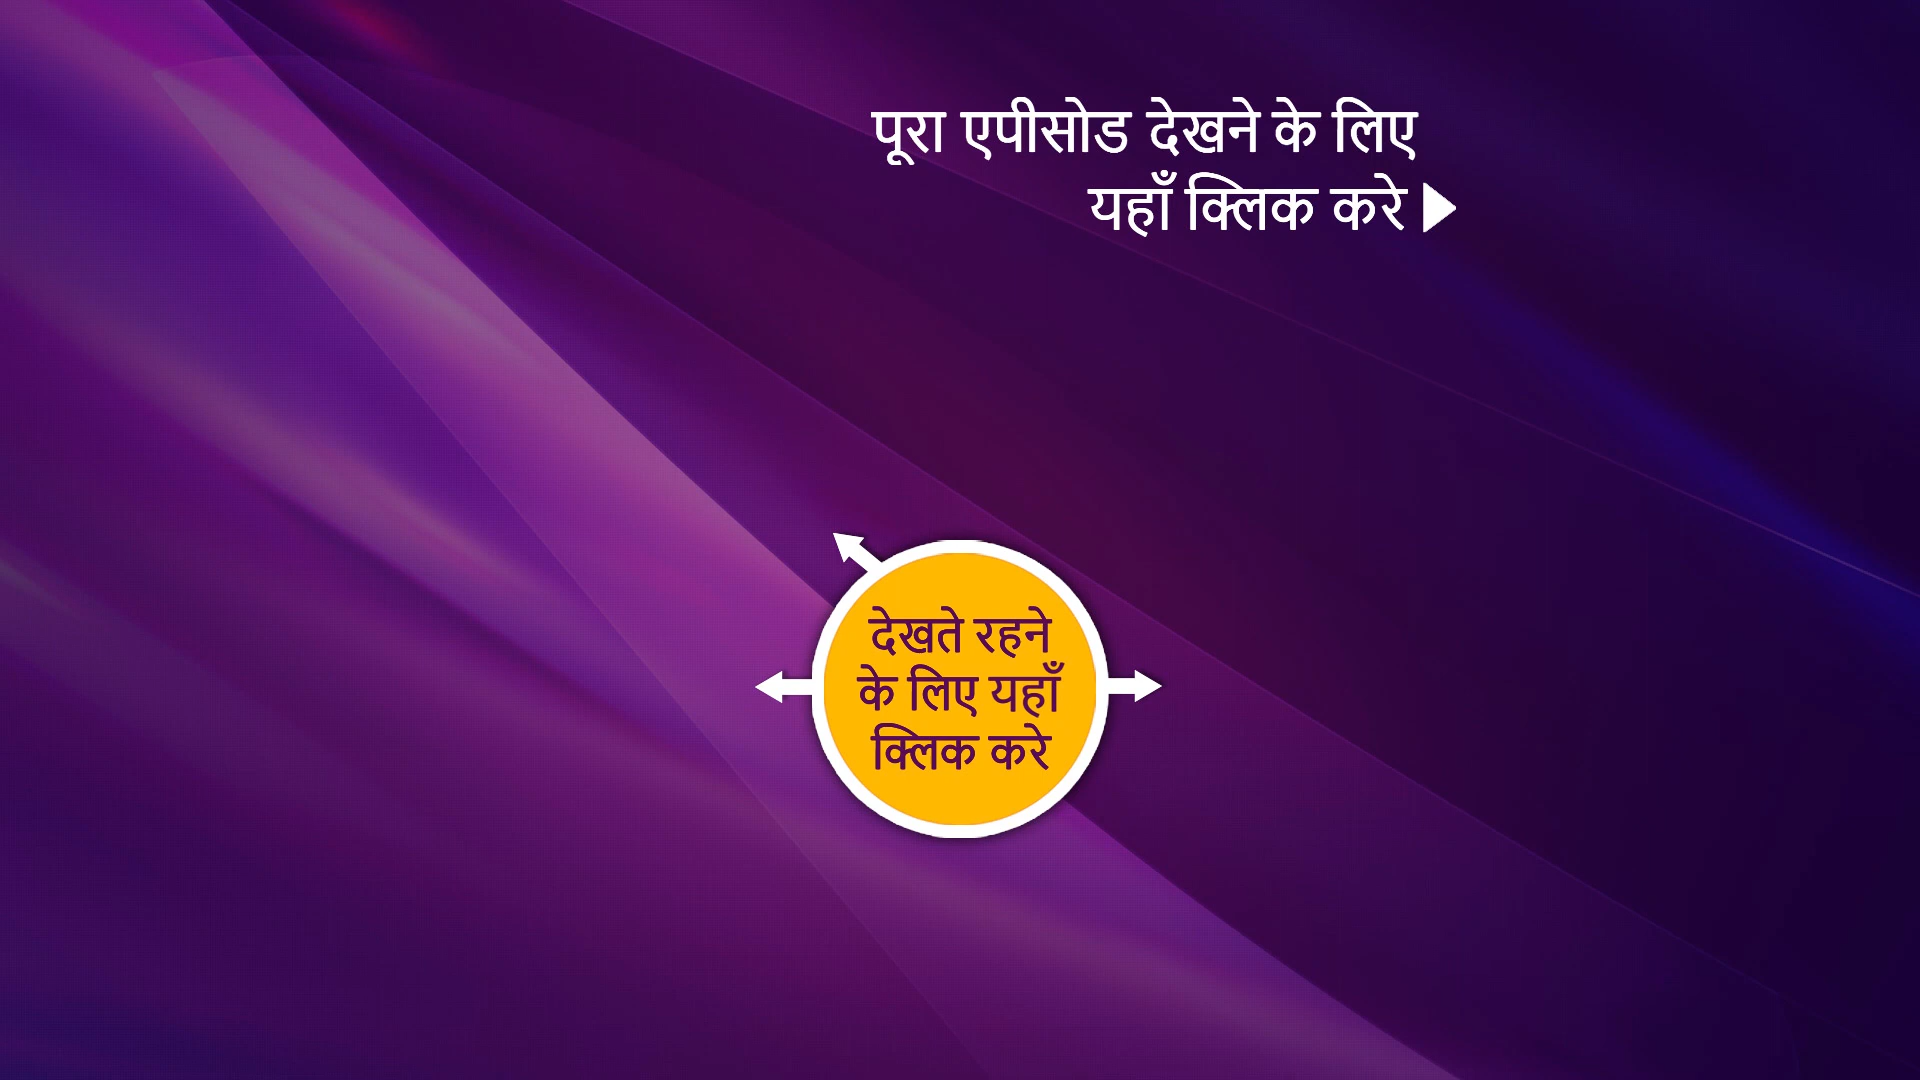 पूरा एपीसोड देखने के लिए
यहाँ क्लिक करे
देखते रहने
के लिए यहाँ
क्लिक करे